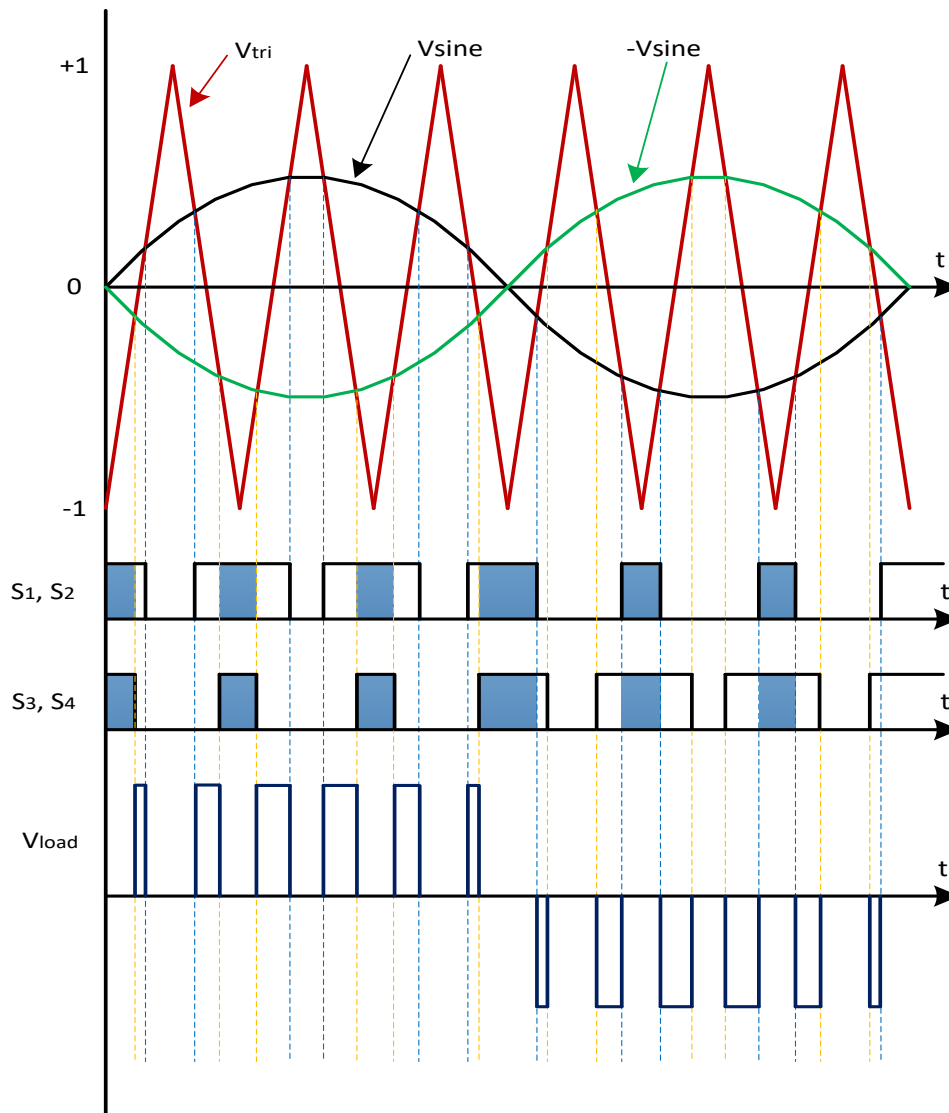 Vtri
Vsine
-Vsine
+1
t
0
-1
S1, S2
t
S3, S4
t
Vload
t